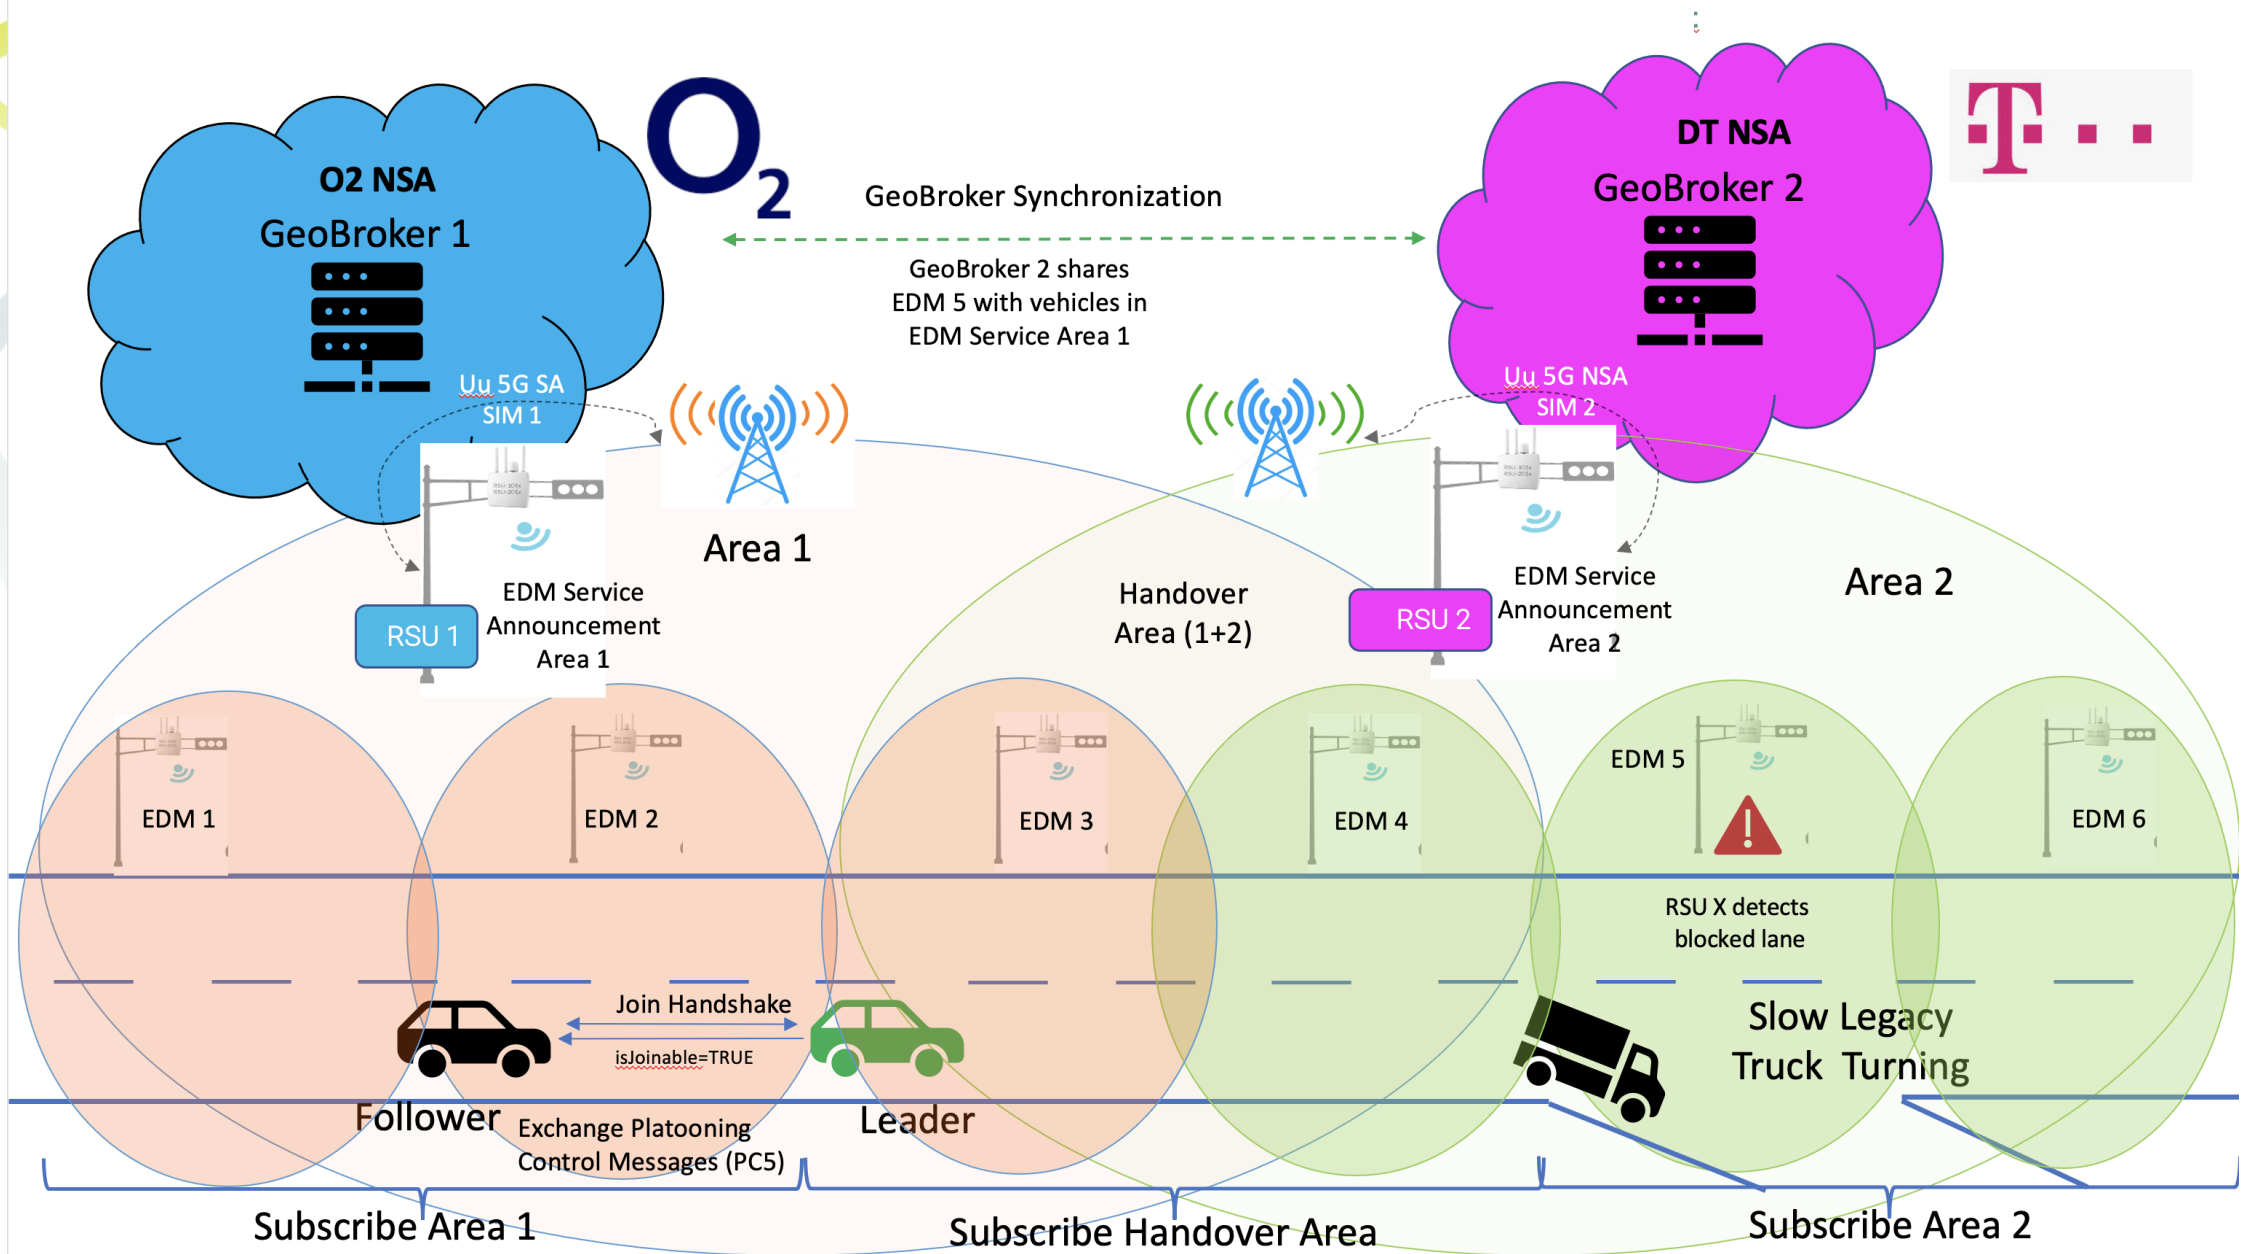 O2 NSA
GeoBroker 1
O2
GeoBroker Synchronization
GeoBroker 2 shares
EDM 5 with vehicles in
EDM Service Area 1
DT NSA
GeoBroker 2
T
Uu 5G SA
SIM 1
Uu 5G NSA
SIM 2
Area 1
Handover
Area (1+2)
Area 2
RSU 1
EDM Service
Announcement
Area 1
RSU 2
EDM Service
Announcement
Area 2
EDM 1
EDM 2
EDM 3
EDM 4
EDM 5
EDM 6
RSU X detects
blocked lane
Join Handshake
isJoinable=TRUE
Slow Legacy
Truck Turning
Follower
Leader
Exchange Platooning
Control Messages (PC5)
Subscribe Area 1
Subscribe Handover Area
Subscribe Area 2